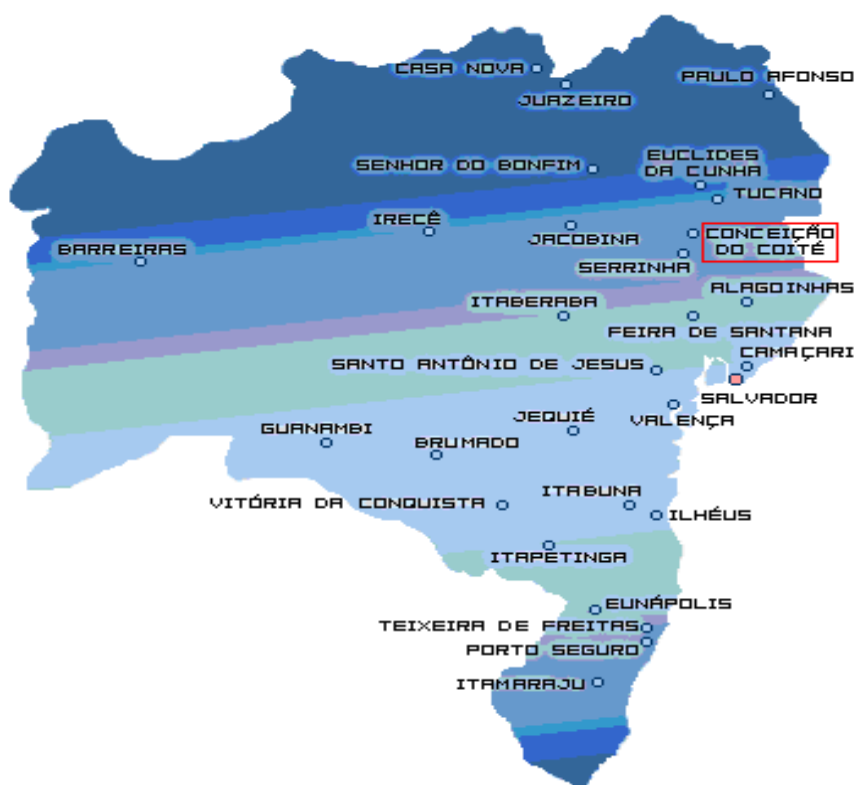 CASA NOVA
PAULO AFONSO
JUAZEIRO
EUCLIDES
DA CUNHA
SENHOR DO BONFIM
TUCANO
IRECÊ
JACOBINA
CONCEIÇÃO
DO COITÉ
BARREIRAS
SERRINHA
ALAGOINHAS
ITABERABA
FEIRA DE SANTANA
CAMAÇARI
SANTO ANTÔNIO DE JESUS
SALVADOR
JEQUIÉ
VALENÇA
GUANAMBI
BRUMADO
ITABUNA
VITÓRIA DA CONQUISTA
ILHÉUS
ITAPETINGA
EUNÁPOLIS
TEIXEIRA DE FREITAS
PORTO SEGURO
ITAMARAJU